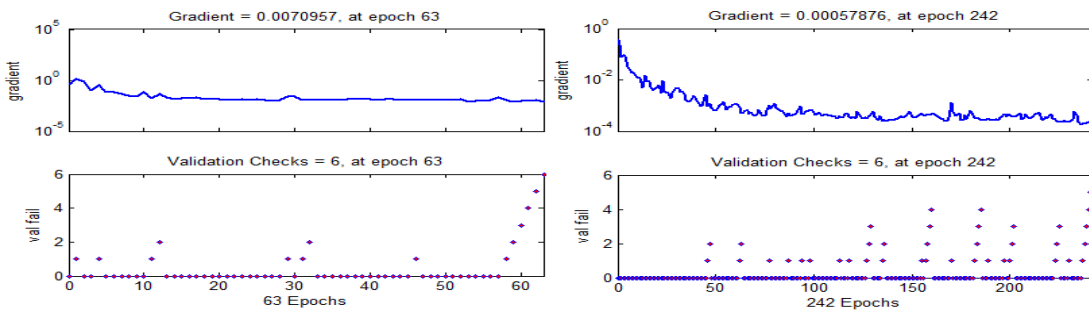 Gradient = 0.0070957, at epoch 63
10^5
10^0
10^-5
gradient
Validation Checks = 6, at epoch 63
6
4
2
0
val fail
0 10 20 30 40 50 60
63 Epochs
Gradient = 0.00057876, at epoch 242
10^0
10^-2
10^-4
gradient
Validation Checks = 6, at epoch 242
6
4
2
0
val fail
0 50 100 150 200
242 Epochs